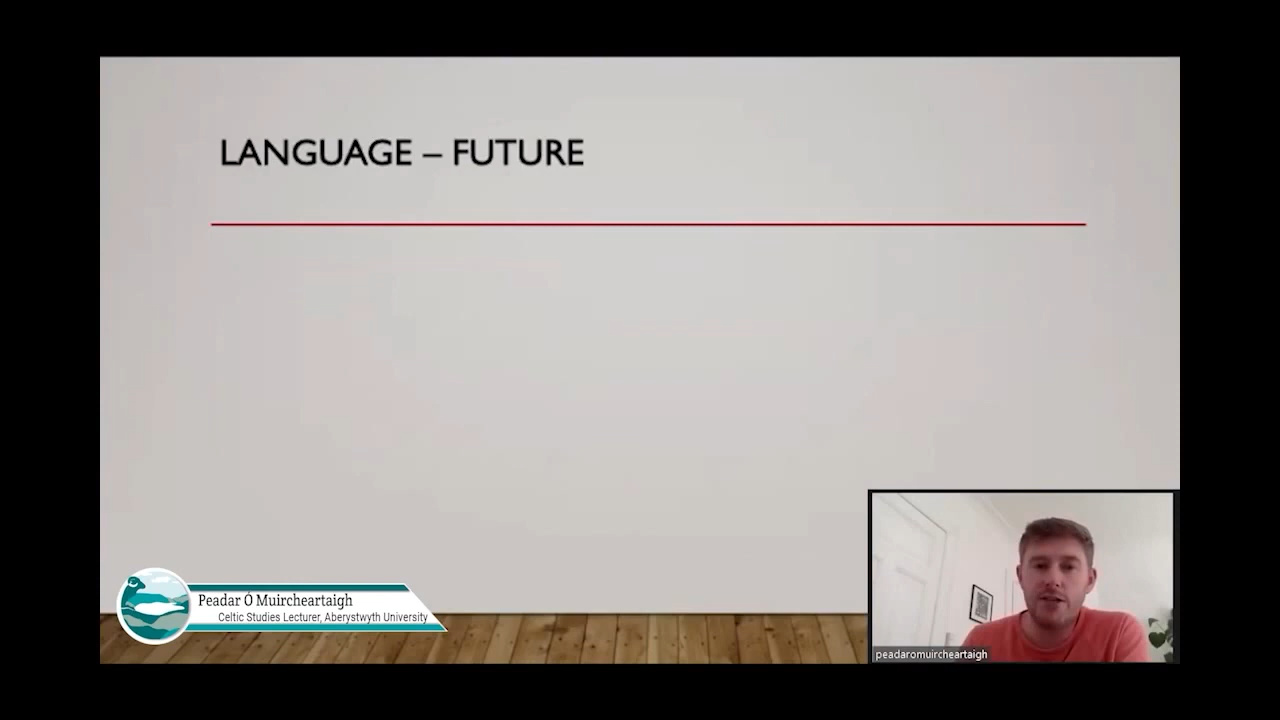 LANGUAGE – FUTURE
Peadar Ó Muircheartaigh
Celtic Studies Lecturer, Aberystwyth University
peadaromuircheartaigh